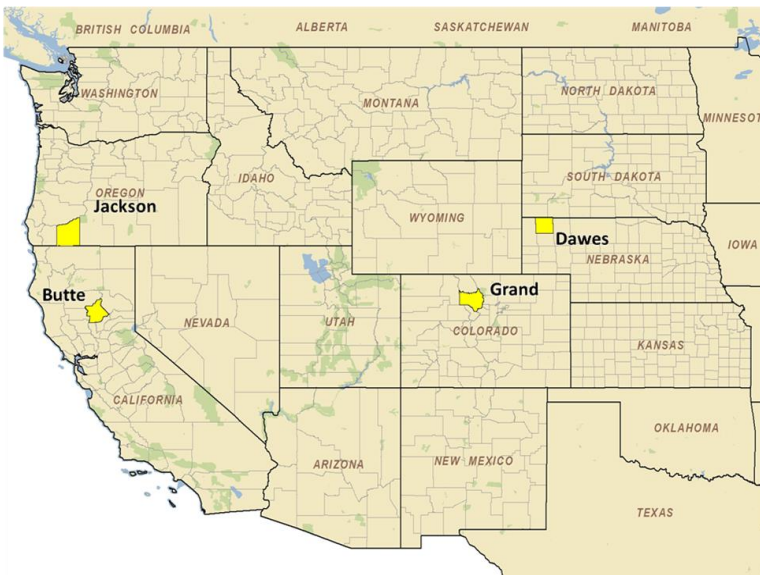 BRITISH COLUMBIA
ALBERTA
SASKATCHEWAN
MANITOBA
WASHINGTON
MONTANA
NORTH DAKOTA
MINNESOT
OREGON
IDAHO
SOUTH DAKOTA
Jackson
WYOMING
Dawes
IOWA
NEBRASKA
Butte
Grand
NEVADA
UTAH
COLORADO
KANSAS
CALIFORNIA
OKLAHOMA
ARIZONA
NEW MEXICO
TEXAS